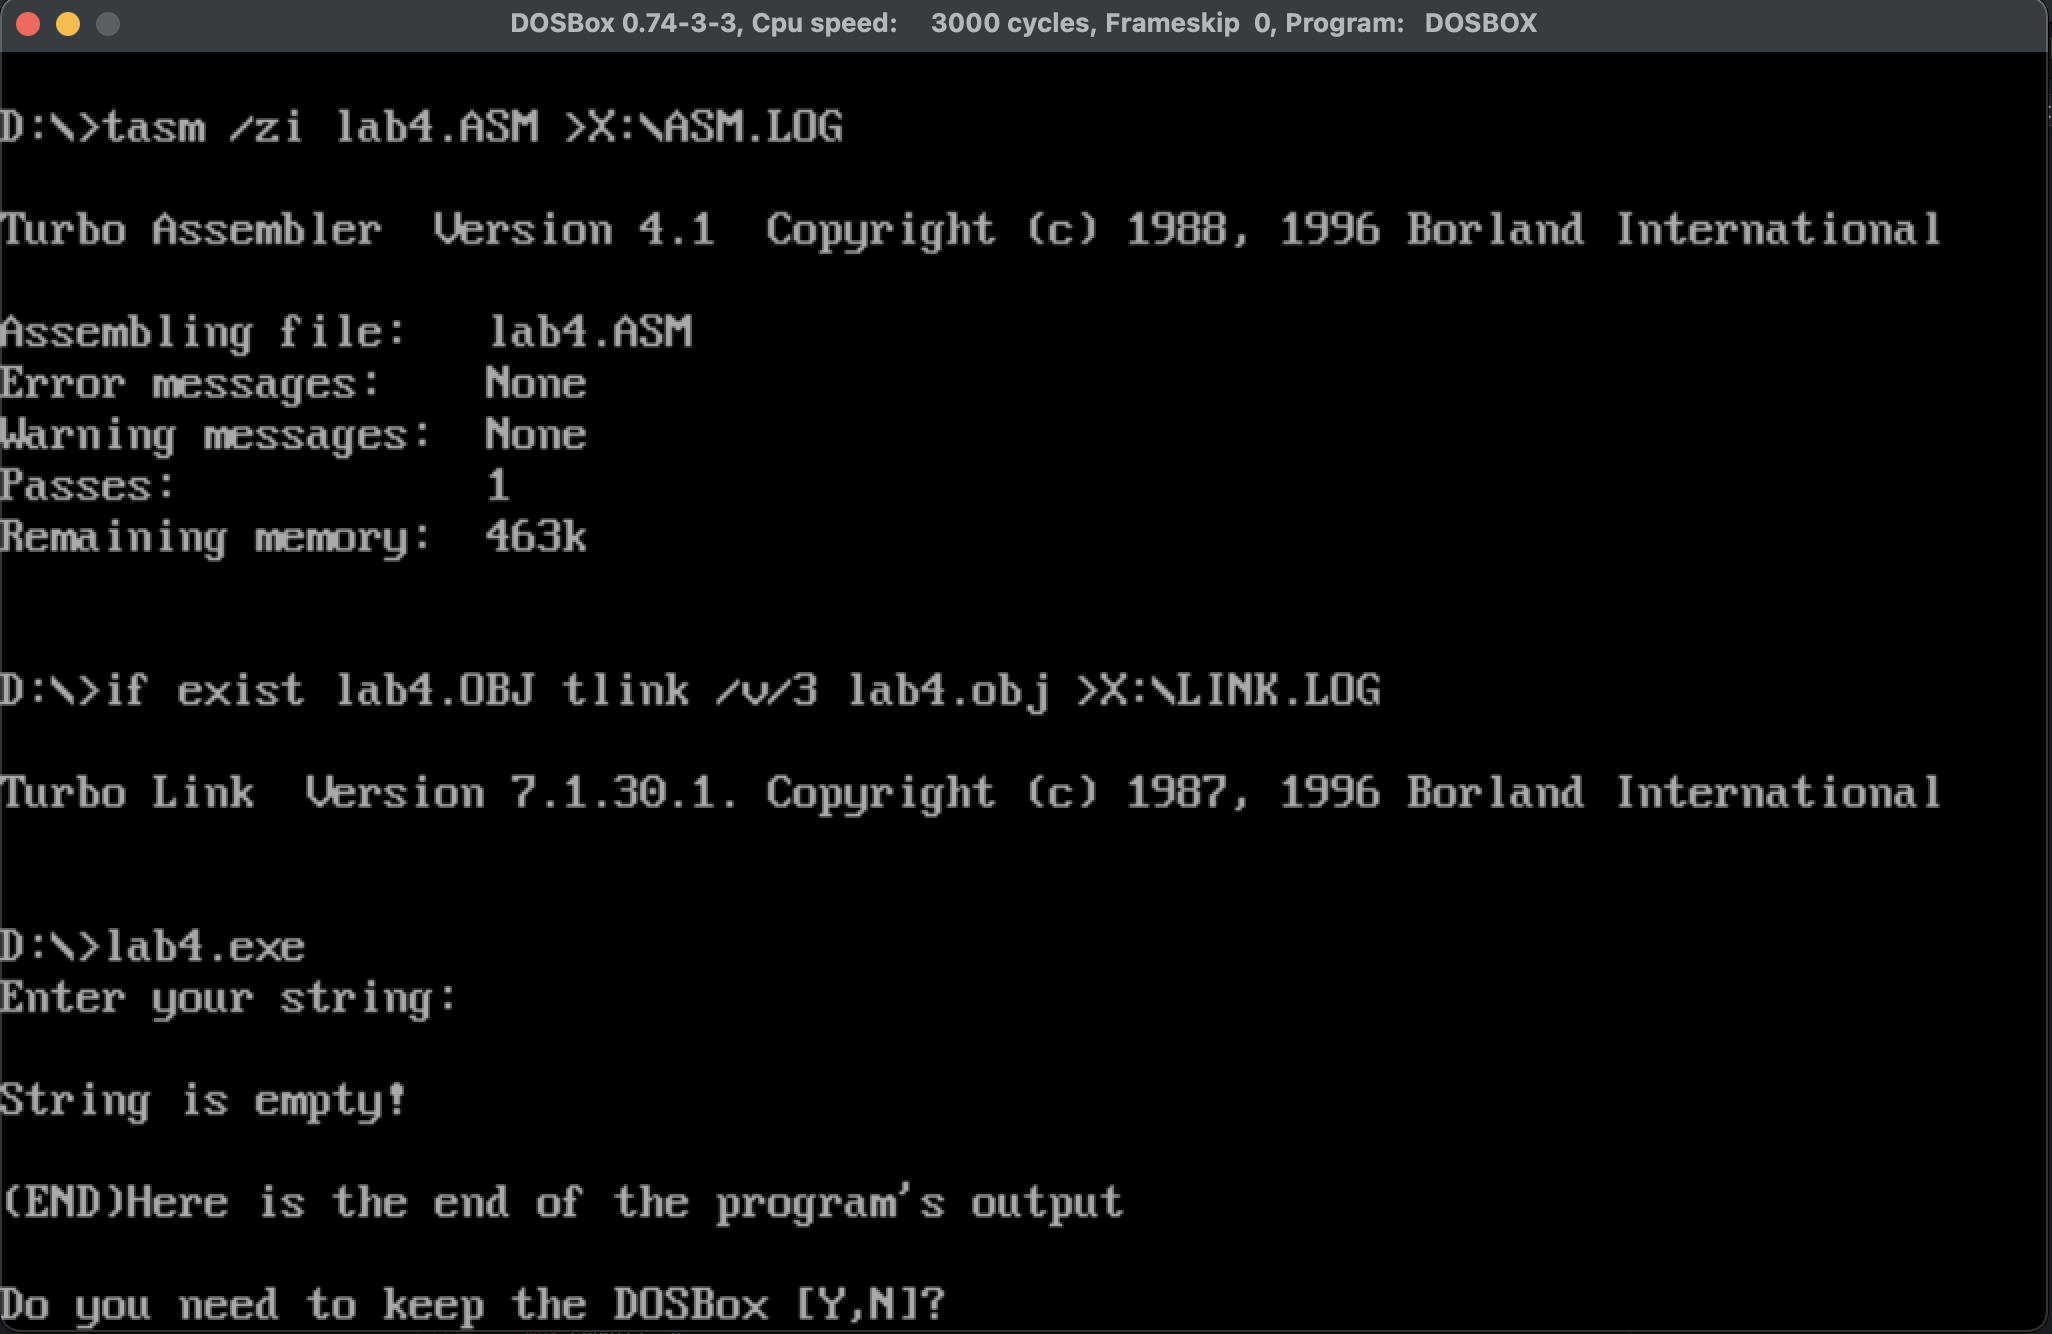 DOSBox 0.74-3-3, Cpu speed: 3000 cycles, Frameskip 0, Program: DOSBOX
D:\>tasm /zi lab4.ASM >X:\ASM.LOG
Turbo Assembler  Version 4.1  Copyright (c) 1988, 1996 Borland International
Assembling file:   lab4.ASM
Error messages:    None
Warning messages:  None
Passes:            1
Remaining memory:  463k
D:\>if exist lab4.OBJ tlink /v/3 lab4.obj >X:\LINK.LOG
Turbo Link  Version 7.1.30.1. Copyright (c) 1987, 1996 Borland International
D:\>lab4.exe
Enter your string:
String is empty!
(END)Here is the end of the program's output
Do you need to keep the DOSBox [Y,N]?